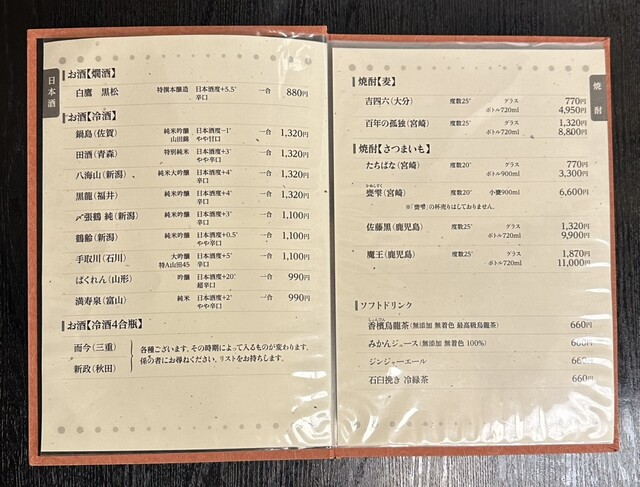 日本酒
お酒【燗酒】
白鷹 黒松 特撰本醸造 日本酒度+5.5゜ 辛口 一合 880円
お酒【冷酒】
鍋島(佐賀) 純米吟醸 山田錦 日本酒度-1゜ やや甘口 一合 1,320円
田酒(青森) 特別純米 日本酒度+3゜ やや辛口 一合 1,320円
八海山(新潟) 純米大吟醸 日本酒度+4゜ 辛口 一合 1,320円
黒龍(福井) 純米吟醸 日本酒度+4゜ 辛口 一合 1,320円
〆張鶴 純(新潟) 純米吟醸 日本酒度+3゜ やや辛口 一合 1,100円
鶴齢(新潟) 純米吟醸 日本酒度+0.5゜ やや辛口 一合 1,100円
手取川(石川) 大吟醸 特A山田45 日本酒度+5゜ 辛口 一合 1,100円
ばくれん(山形) 吟醸 日本酒度+20゜ 超辛口 一合 990円
満寿泉(富山) 純米 日本酒度+2゜ やや辛口 一合 990円
お酒【冷酒4合瓶】
而今(三重)
新政(秋田)
各種ございます。その時期によって入るものが変わります。
係の者にお尋ねください。リストをお持ちします。
焼酎
焼酎【麦】
吉四六(大分) 度数25゜ グラス 770円
ボトル720ml 4,950円
百年の孤独(宮崎) 度数25゜ グラス 1,320円
ボトル720ml 8,800円
焼酎【さつまいも】
たちばな(宮崎) 度数20゜ グラス 770円
ボトル900ml 3,300円
甕雫(宮崎) 度数20゜ 小甕900ml 6,600円
※「甕雫」の杯売りはしておりません。
佐藤黒(鹿児島) 度数25゜ グラス 1,320円
ボトル720ml 9,900円
魔王(鹿児島) 度数25゜ グラス 1,870円
ボトル720ml 11,000円
ソフトドリンク
香檳烏龍茶(無添加 無着色 最高級烏龍茶) 660円
みかんジュース(無添加 無着色 100%) 660円
ジンジャーエール 660円
石臼挽き 冷緑茶 660円